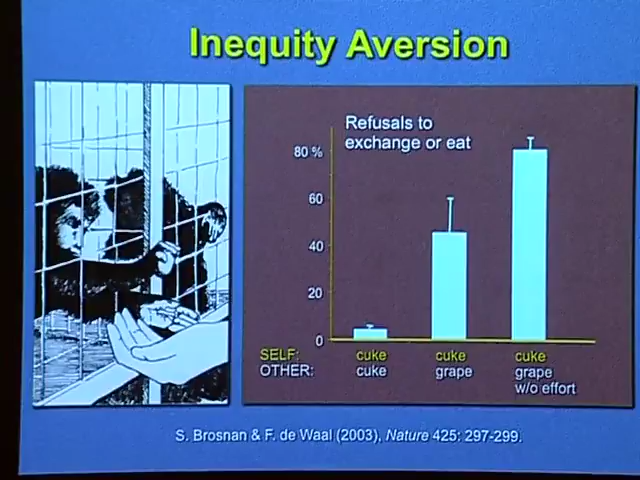 Inequity Aversion
Refusals to
exchange or eat
80 %
60
40
20
0
SELF: cuke cuke cuke
OTHER: cuke grape grape
w/o effort
S. Brosnan & F. de Waal (2003), Nature 425: 297-299.